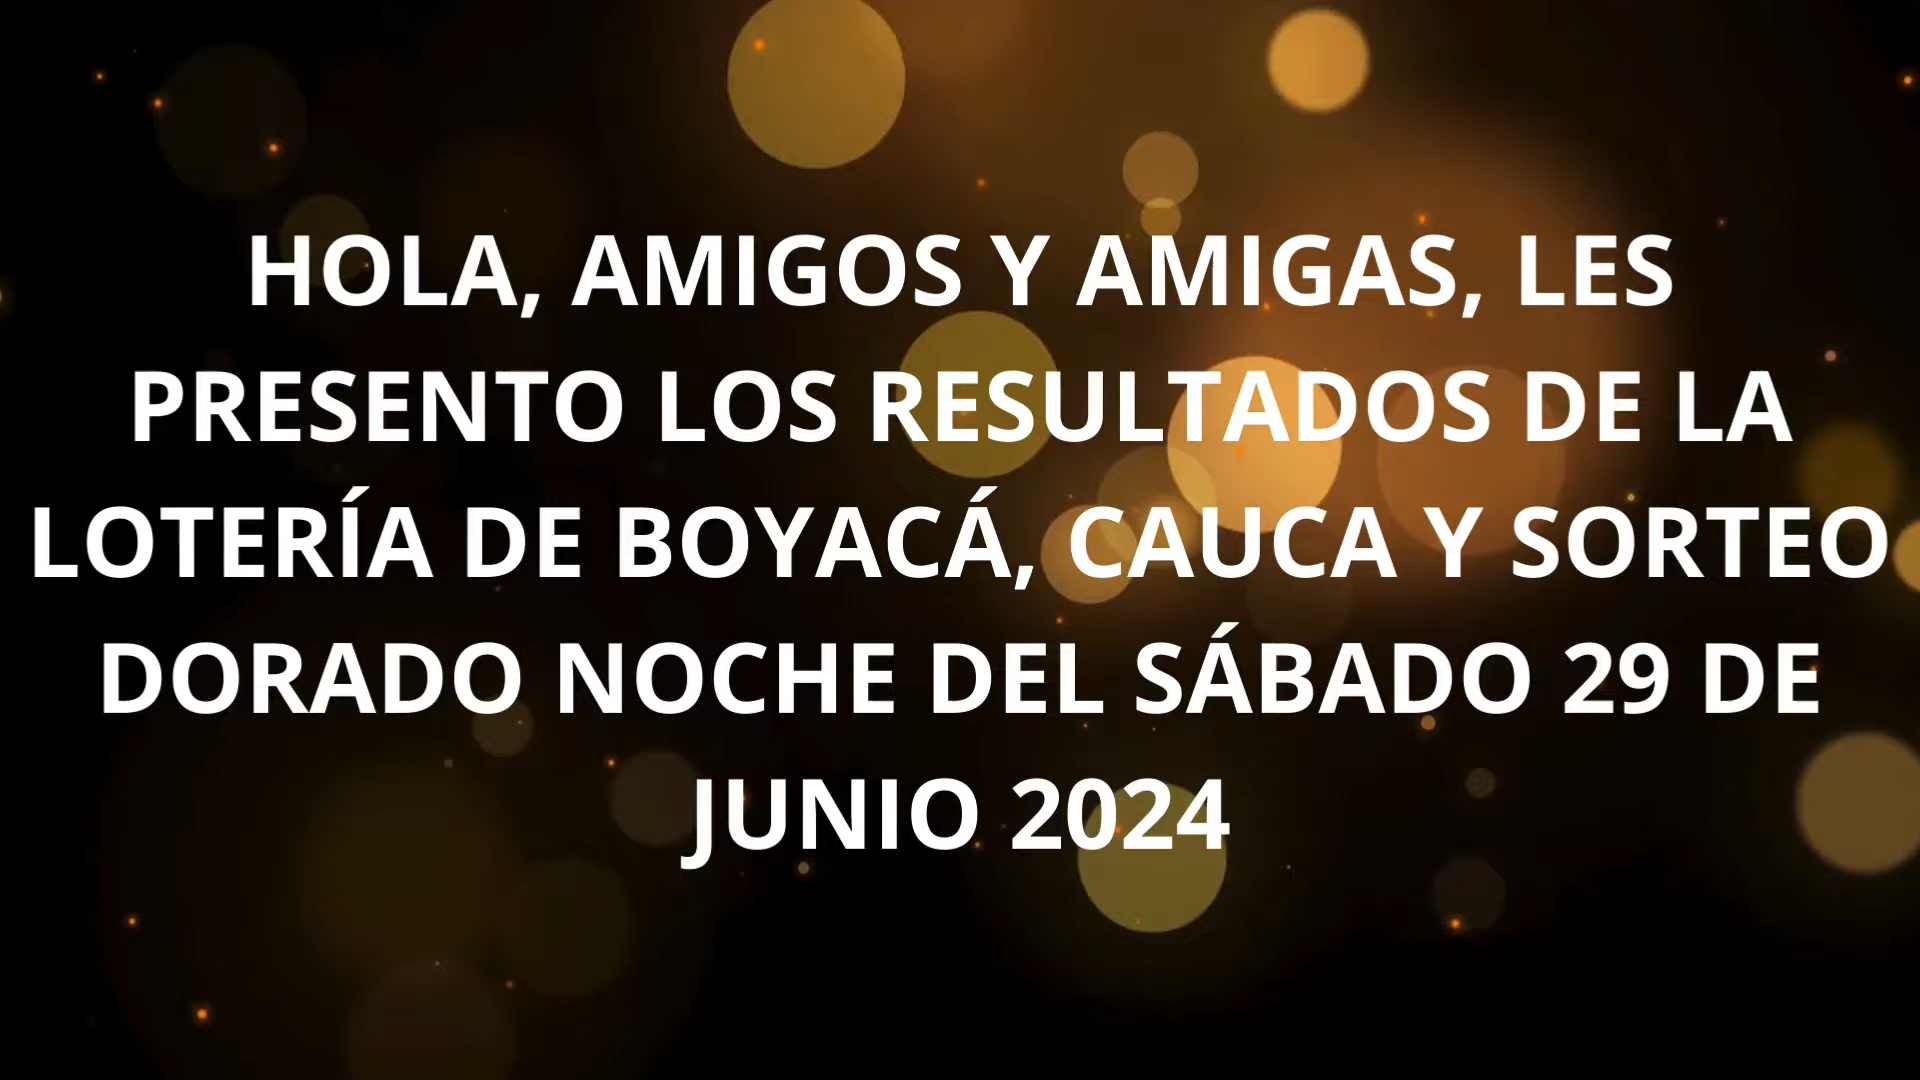 HOLA, AMIGOS Y AMIGAS, LES
PRESENTO LOS RESULTADOS DE LA
LOTERÍA DE BOYACÁ, CAUCA Y SORTEO
DORADO NOCHE DEL SÁBADO 29 DE
JUNIO 2024